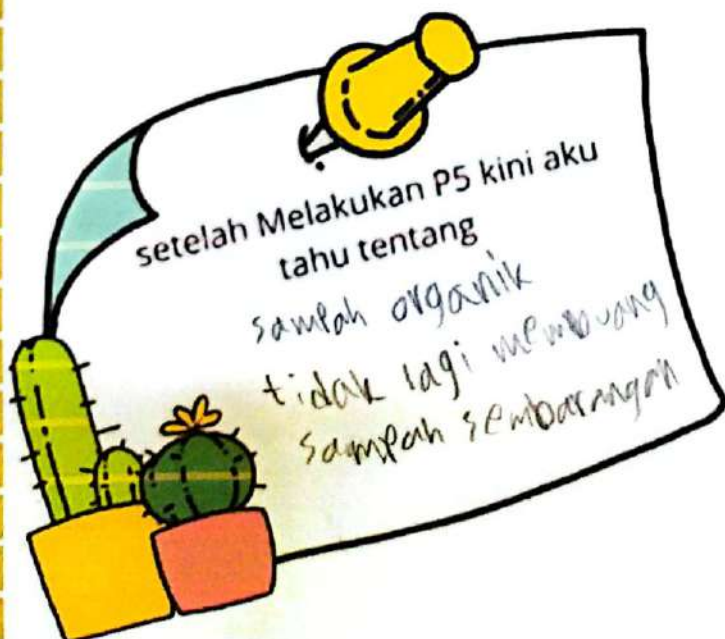 setelah Melakukan P5 kini aku
tahu tentang
sampah organik
tidak lagi membuang
sampah sembarangan